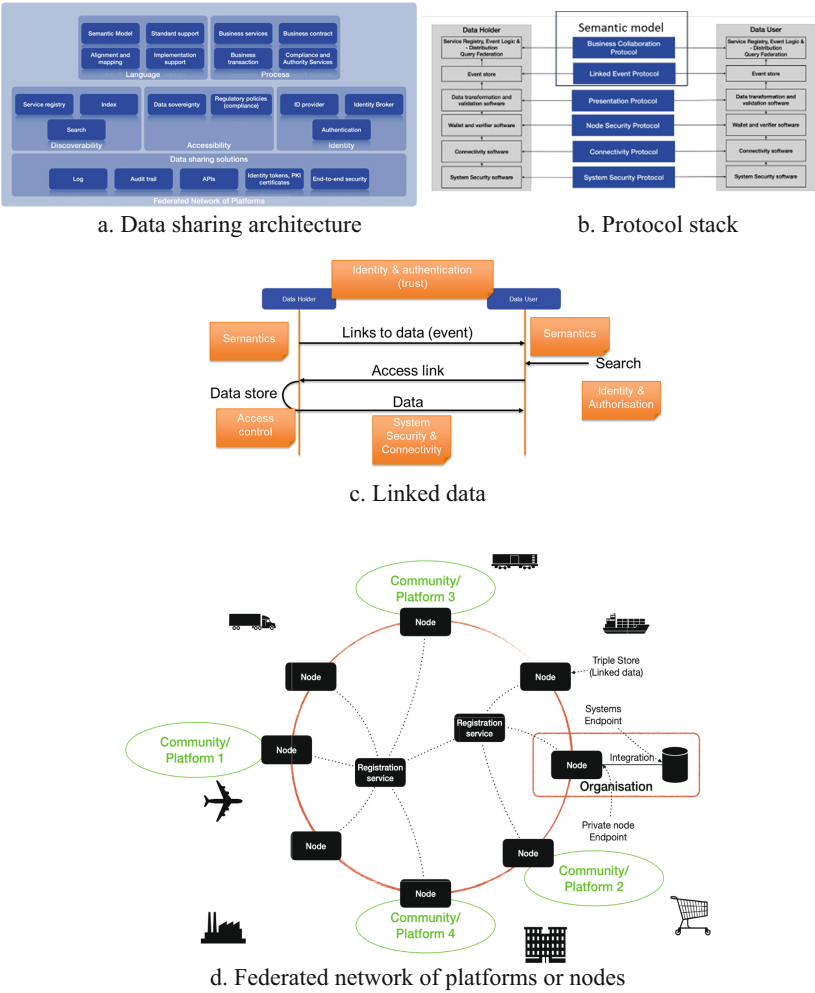 Semantic Model
Standard support
Business services
Business contract
Alignment and
mapping
Implementation
support
Business
transaction
Compliance and
Authority Services
Language
Process
Service registry
Index
Search
Discoverability
Data sovereignty
Regulatory policies
(compliance)
Accessibility
ID provider
Identity Broker
Authentication
Identity
Data sharing solutions
Log
Audit trail
APIs
Identity tokens, PKI
certificates
End-to-end security
Federated Network of Platforms
a. Data sharing architecture
Data Holder
Service Registry, Event Logic &
- Distribution
Query Federation
Event store
Data transformation and
validation software
Wallet and verifier software
Connectivity software
System Security software
Semantic model
Business Collaboration
Protocol
Linked Event Protocol
Presentation Protocol
Node Security Protocol
Connectivity Protocol
System Security Protocol
Data User
Service Registry, Event Logic &
- Distribution
Query Federation
Event store
Data transformation and
validation software
Wallet and verifier software
Connectivity software
System Security software
b. Protocol stack
Identity & authentication
(trust)
Data Holder
Data User
Semantics
Links to data (event)
Semantics
Search
Access link
Data store
Data
Identity &
Authorisation
Access
control
System
Security &
Connectivity
c. Linked data
Community/
Platform 3
Node
Node
Node
Triple Store
(Linked data)
Systems
Endpoint
Registration
service
Community/
Platform 1
Node
Registration
service
Node
Integration
Organisation
Private node
Endpoint
Node
Node
Community/
Platform 2
Node
Community/
Platform 4
d. Federated network of platforms or nodes